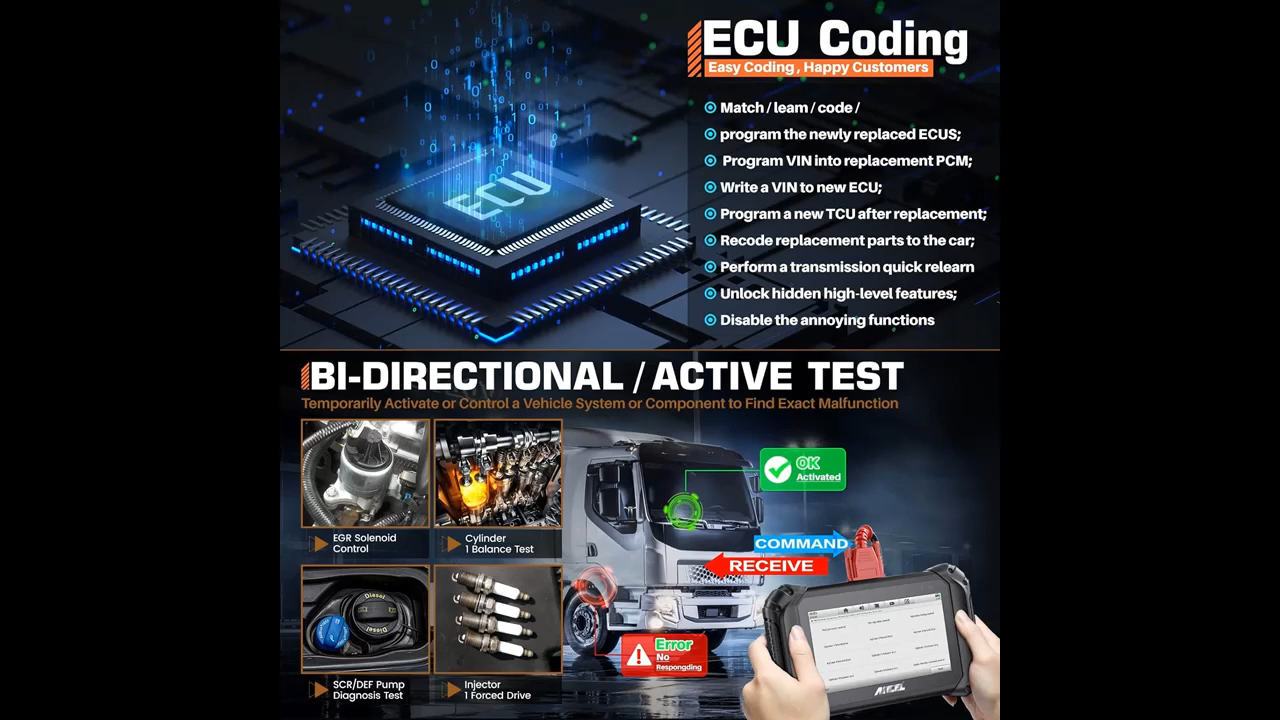 ECU Coding
Easy Coding, Happy Customers
Match / leam / code /
program the newly replaced ECUS;
Program VIN into replacement PCM;
Write a VIN to new ECU;
Program a new TCU after replacement;
Recode replacement parts to the car;
Perform a transmission quick relearn
Unlock hidden high-level features;
Disable the annoying functions
ECU
BI-DIRECTIONAL / ACTIVE TEST
Temporarily Activate or Control a Vehicle System or Component to Find Exact Malfunction
EGR Solenoid
Control
Cylinder
1 Balance Test
Diesel
Diesel
SCR/DEF Pump
Diagnosis Test
Injector
1 Forced Drive
OK
Activated
COMMAND
RECEIVE
Error
No
Respongding
ANCEL